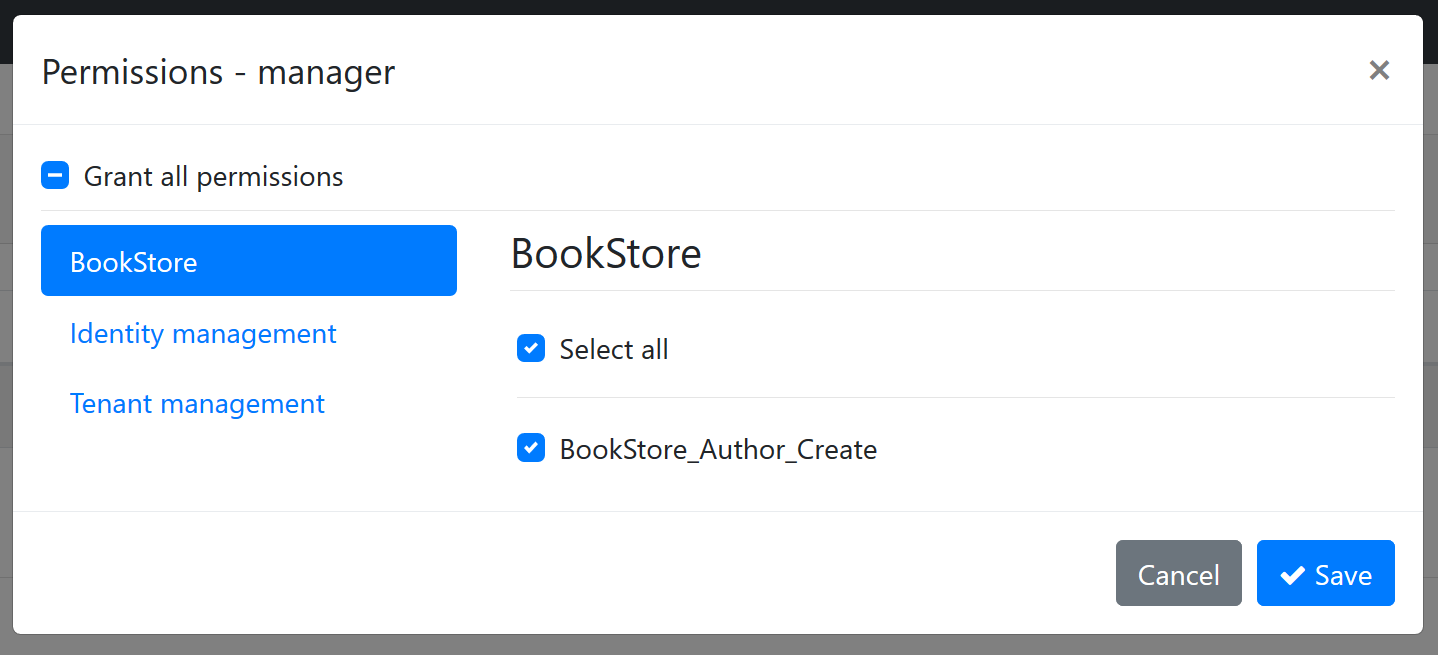 Permissions - manager
Grant all permissions
BookStore
Identity management
Tenant management
BookStore
Select all
BookStore_Author_Create
Cancel
Save